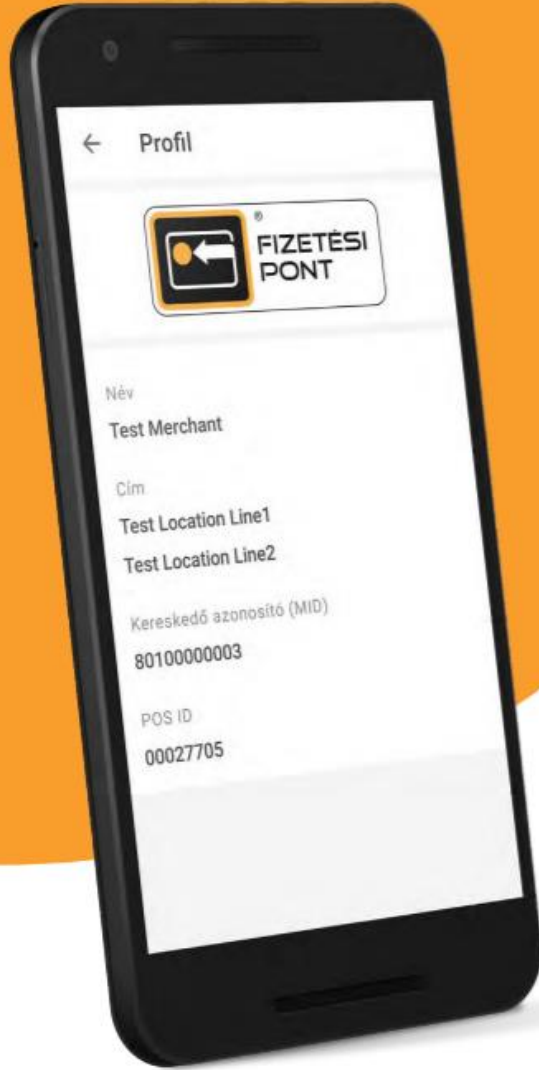 ← Profil
®
FIZETÉSI
PONT
Név
Test Merchant
Cím
Test Location Line1
Test Location Line2
Kereskedő azonosító (MID)
80100000003
POS ID
00027705